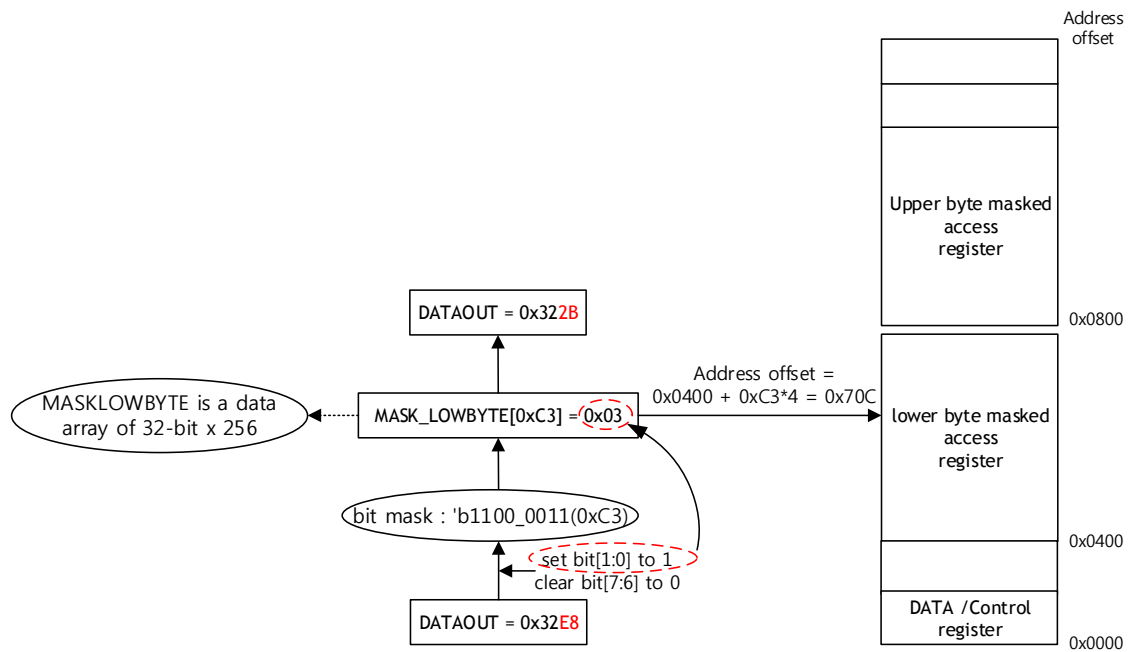 Address
offset
Upper byte masked
access
register
0x0800
DATAOUT = 0x322B
Address offset =
0x0400 + 0xC3*4 = 0x70C
MASKLOWBYTE is a data
array of 32-bit x 256
MASK_LOWBYTE[0xC3] = 0x03
lower byte masked
access
register
bit mask : 'b1100_0011(0xC3)
0x0400
set bit[1:0] to 1
clear bit[7:6] to 0
DATAOUT = 0x32E8
DATA /Control
register
0x0000